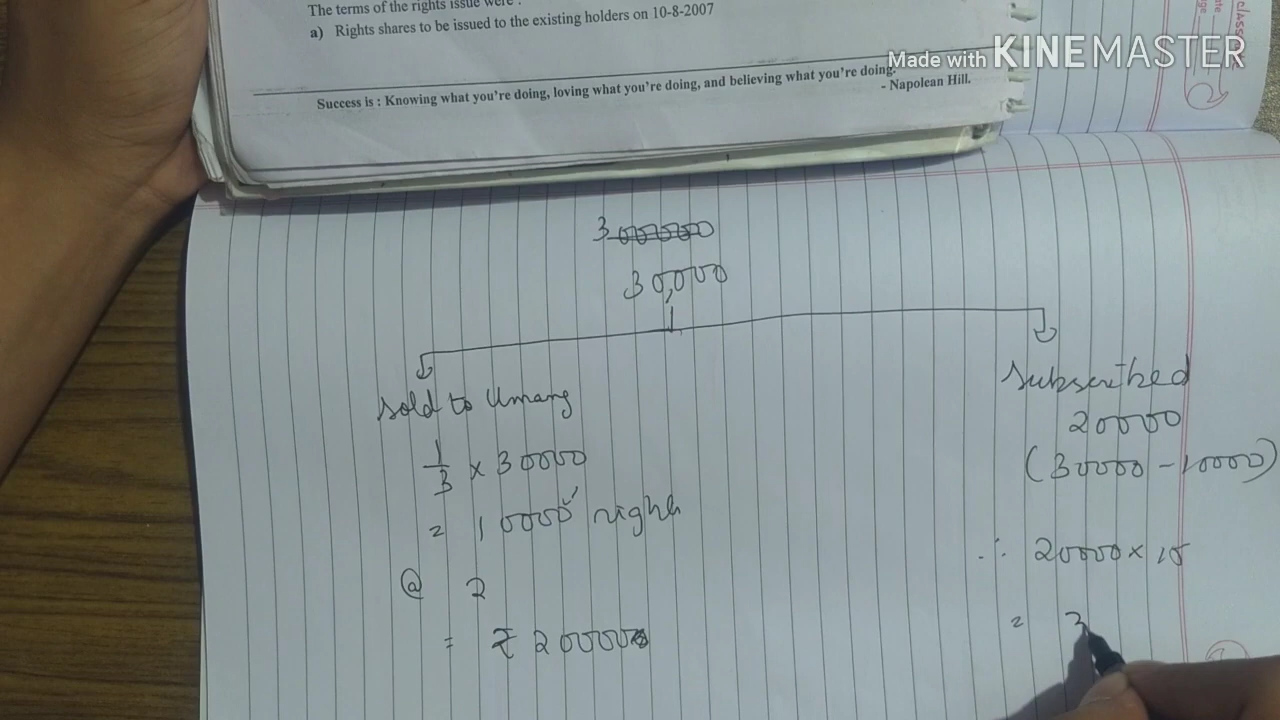 The terms of the rights issue were :
a) Rights shares to be issued to the existing holders on 10-8-2007
Made with KINEMASTER
Success is : Knowing what you're doing, loving what you're doing, and believing what you're doing.
- Napolean Hill.
30,000
Sold to Umang
1/3 × 30000
= 10000 rights
@ 2
= ₹ 20000
Subscribed
20000
(30000 - 10000)
∴ 20000 × 15
= 3